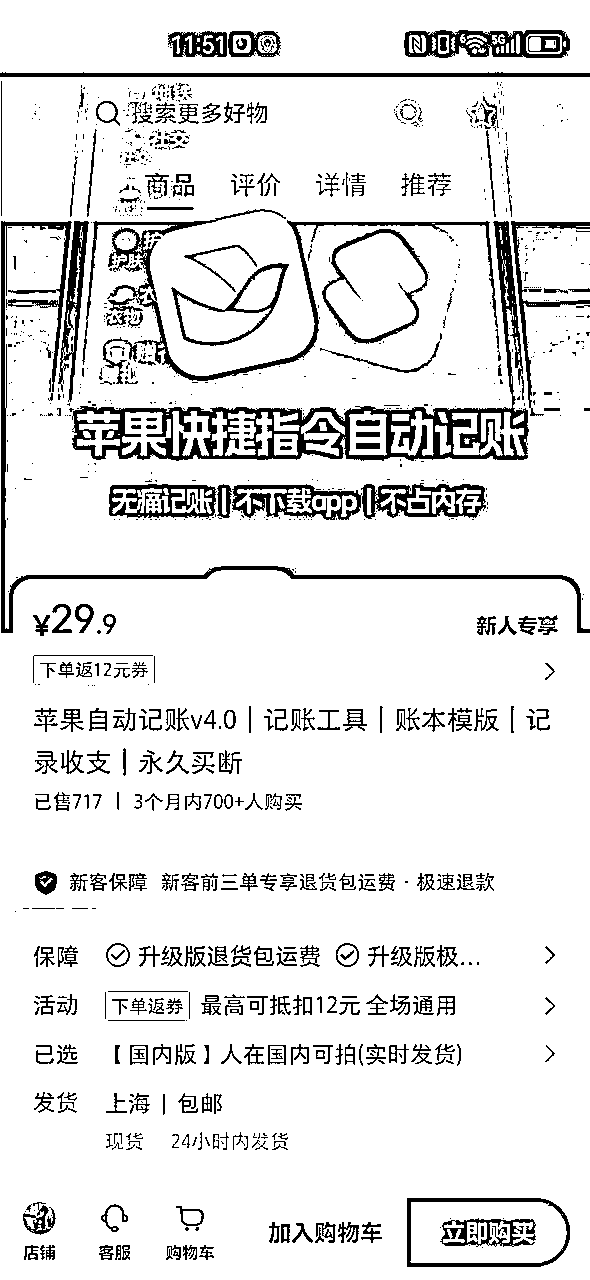 11:51
搜索更多好物
商品 评价 详情 推荐
护肤
衣物
苹果快捷指令自动记账
无痛记账 | 不下载app | 不占内存
¥29.9
新人专享
下单返12元券
苹果自动记账v4.0｜记账工具｜账本模版｜记
录收支｜永久买断
已售717 | 3个月内700+人购买
新客保障 新客前三单专享退货包运费 · 极速退款
保障 升级版退货包运费 升级版极...
活动 下单返券 最高可抵扣12元 全场通用
已选 【国内版】人在国内可拍(实时发货)
发货 上海 | 包邮
现货 24小时内发货
店铺 客服 购物车 加入购物车 立即购买